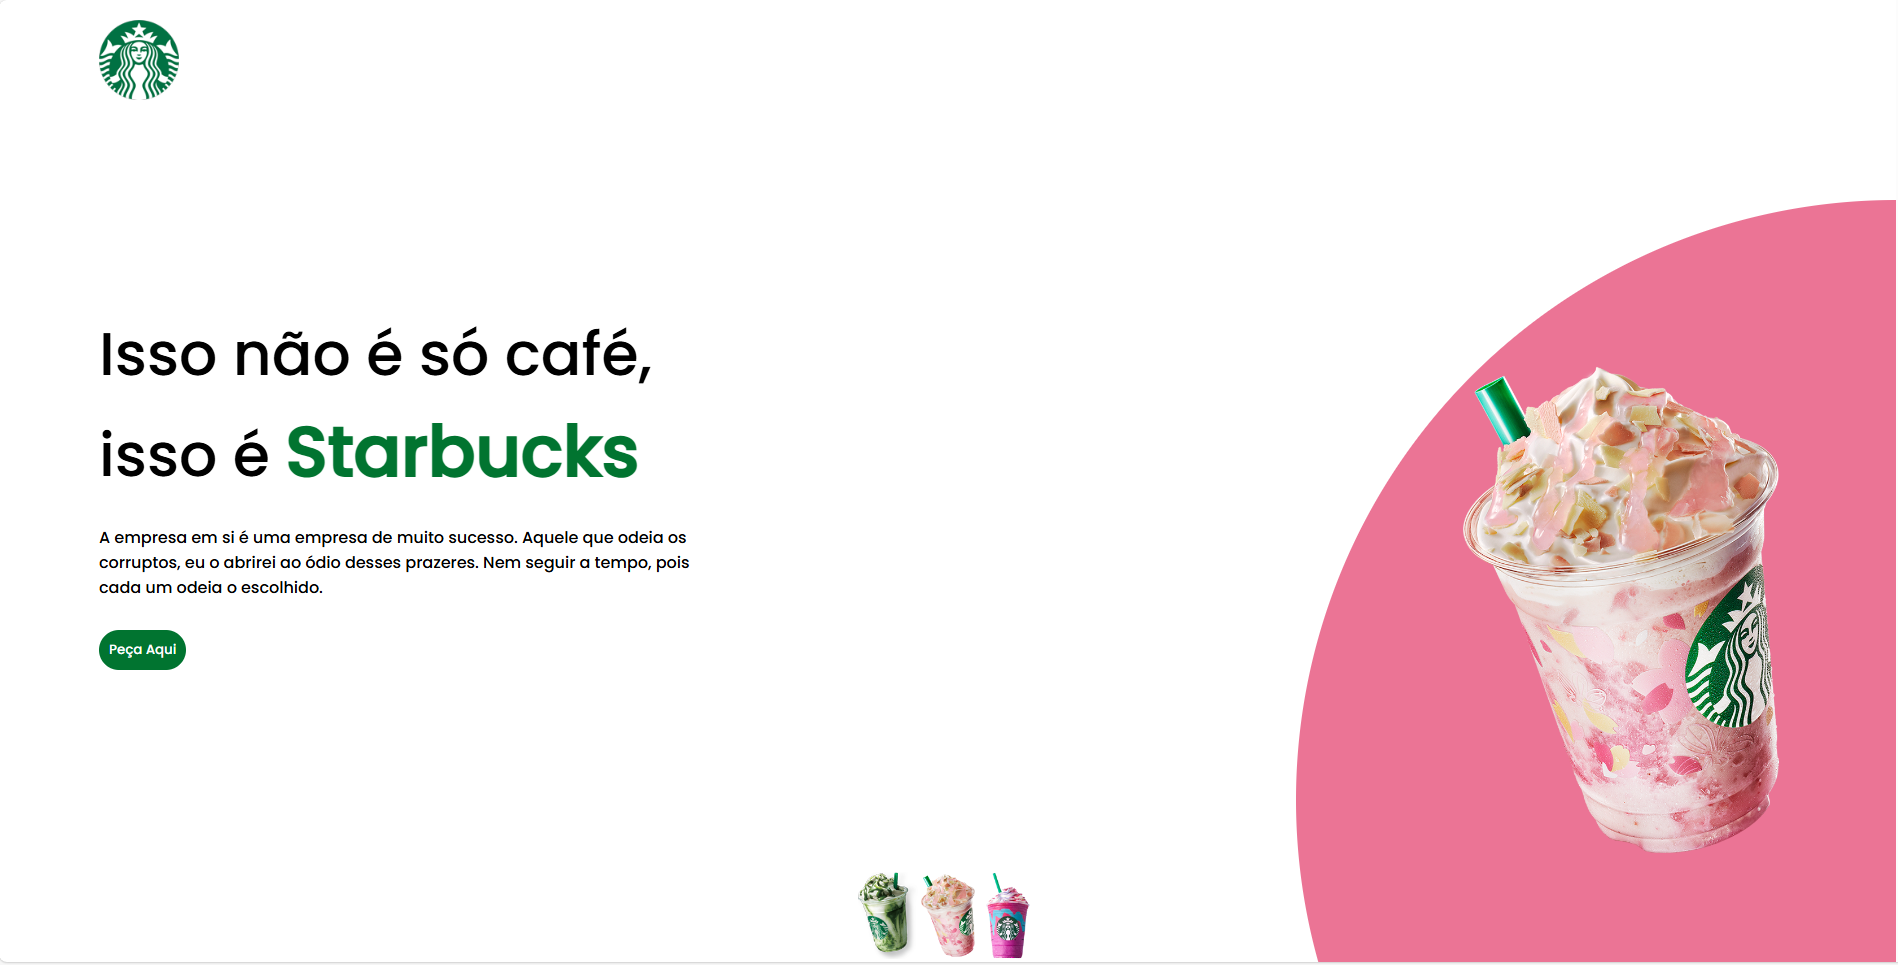 Isso não é só café,
isso é Starbucks
A empresa em si é uma empresa de muito sucesso. Aquele que odeia os
corruptos, eu o abrirei ao ódio desses prazeres. Nem seguir a tempo, pois
cada um odeia o escolhido.
Peça Aqui